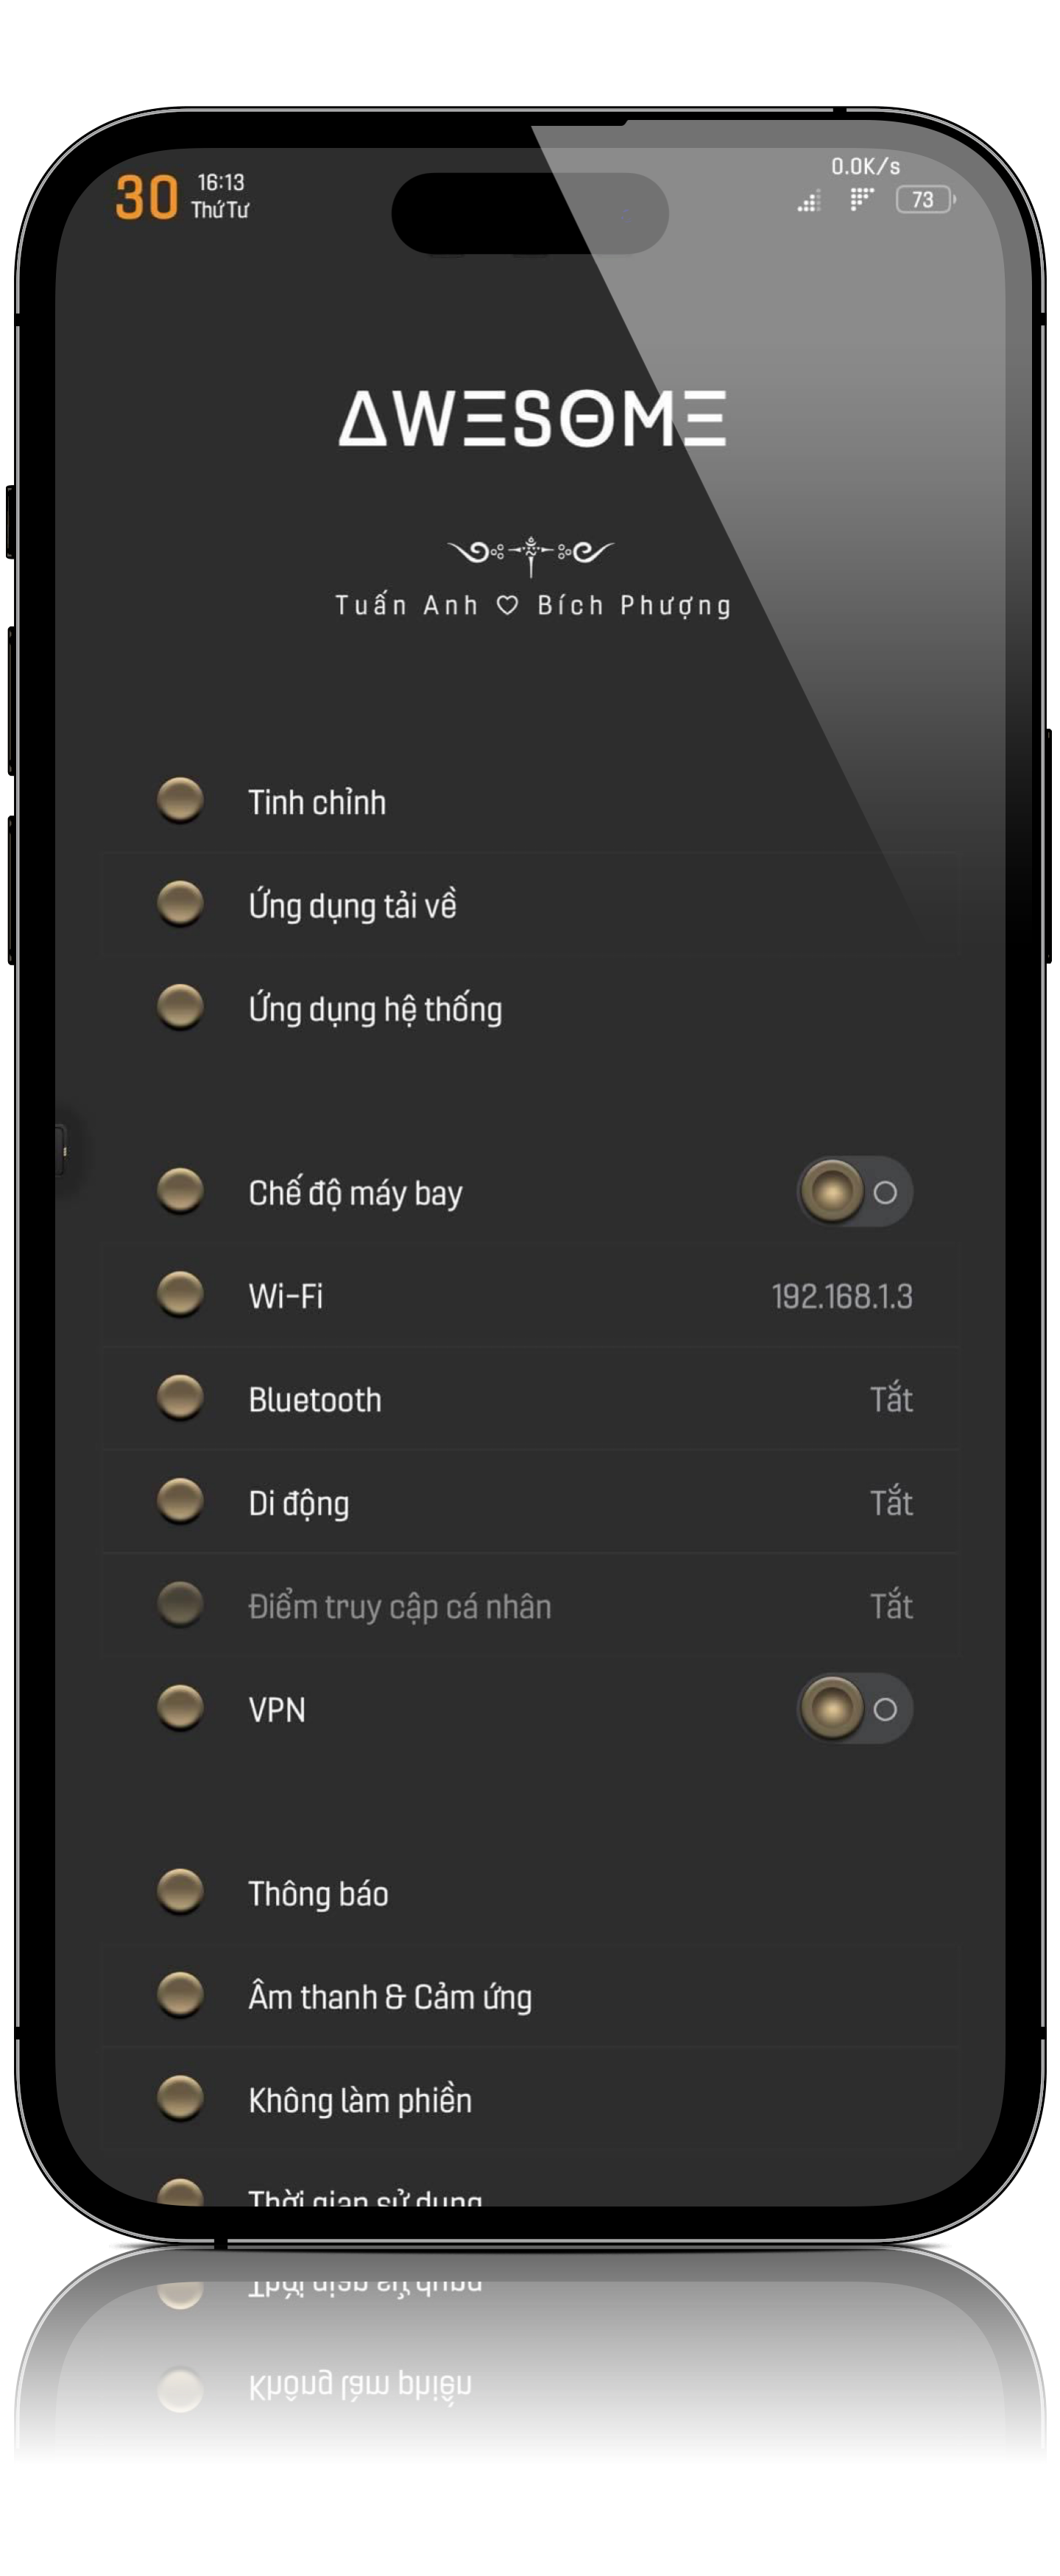 30 16:13
Thứ Tư
0.0K/s
73
ΔWΞSΘMΞ
Tuấn Anh ♡ Bích Phượng
Tinh chỉnh
Ứng dụng tải về
Ứng dụng hệ thống
Chế độ máy bay
Wi-Fi 192.168.1.3
Bluetooth Tắt
Di động Tắt
Điểm truy cập cá nhân Tắt
VPN
Thông báo
Âm thanh & Cảm ứng
Không làm phiền
Thời gian sử dụng